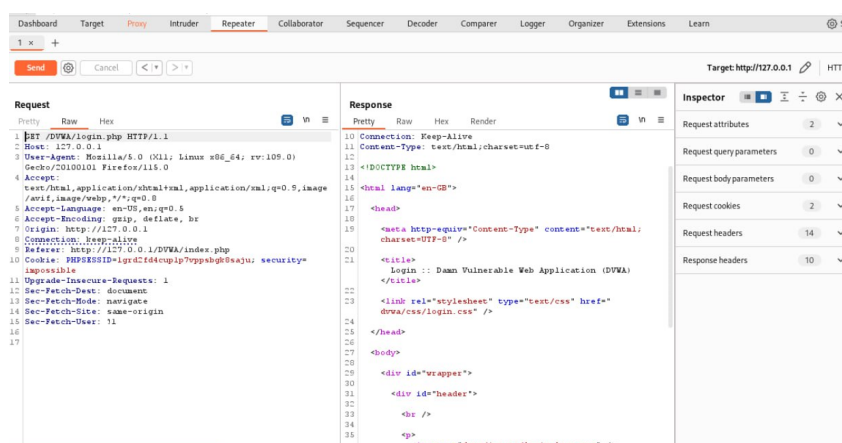 Dashboard Target Proxy Intruder Repeater Collaborator Sequencer Decoder Comparer Logger Organizer Extensions Learn
1 × +
Send Cancel < > Target: http://127.0.0.1 HTT
Request
Pretty Raw Hex \n
1 GET /DVWA/login.php HTTP/1.1
2 Host: 127.0.0.1
3 User-Agent: Mozilla/5.0 (X11; Linux x86_64; rv:109.0)
Gecko/20100101 Firefox/115.0
4 Accept:
text/html,application/xhtml+xml,application/xml;q=0.9,image
/avif,image/webp,*/*;q=0.8
5 Accept-Language: en-US,en;q=0.5
6 Accept-Encoding: gzip, deflate, br
7 Origin: http://127.0.0.1
8 Connection: keep-alive
9 Referer: http://127.0.0.1/DVWA/index.php
10 Cookie: PHPSESSID=lgrd2fd4cuplp7vppsbgk8saju; security=
impossible
11 Upgrade-Insecure-Requests: 1
12 Sec-Fetch-Dest: document
13 Sec-Fetch-Mode: navigate
14 Sec-Fetch-Site: same-origin
15 Sec-Fetch-User: ?1
16
17
Response
Pretty Raw Hex Render \n
10 Connection: Keep-Alive
11 Content-Type: text/html;charset=utf-8
12
13 <!DOCTYPE html>
14
15 <html lang="en-GB">
16
17 <head>
18
19 <meta http-equiv="Content-Type" content="text/html;
charset=UTF-8" />
20
21 <title>
Login :: Damn Vulnerable Web Application (DVWA)
</title>
22
23 <link rel="stylesheet" type="text/css" href="
dvwa/css/login.css" />
24
25 </head>
26
27 <body>
28
29 <div id="wrapper">
30
31 <div id="header">
32
33 <br />
34
35 <p>
Inspector
Request attributes 2
Request query parameters 0
Request body parameters 0
Request cookies 2
Request headers 14
Response headers 10